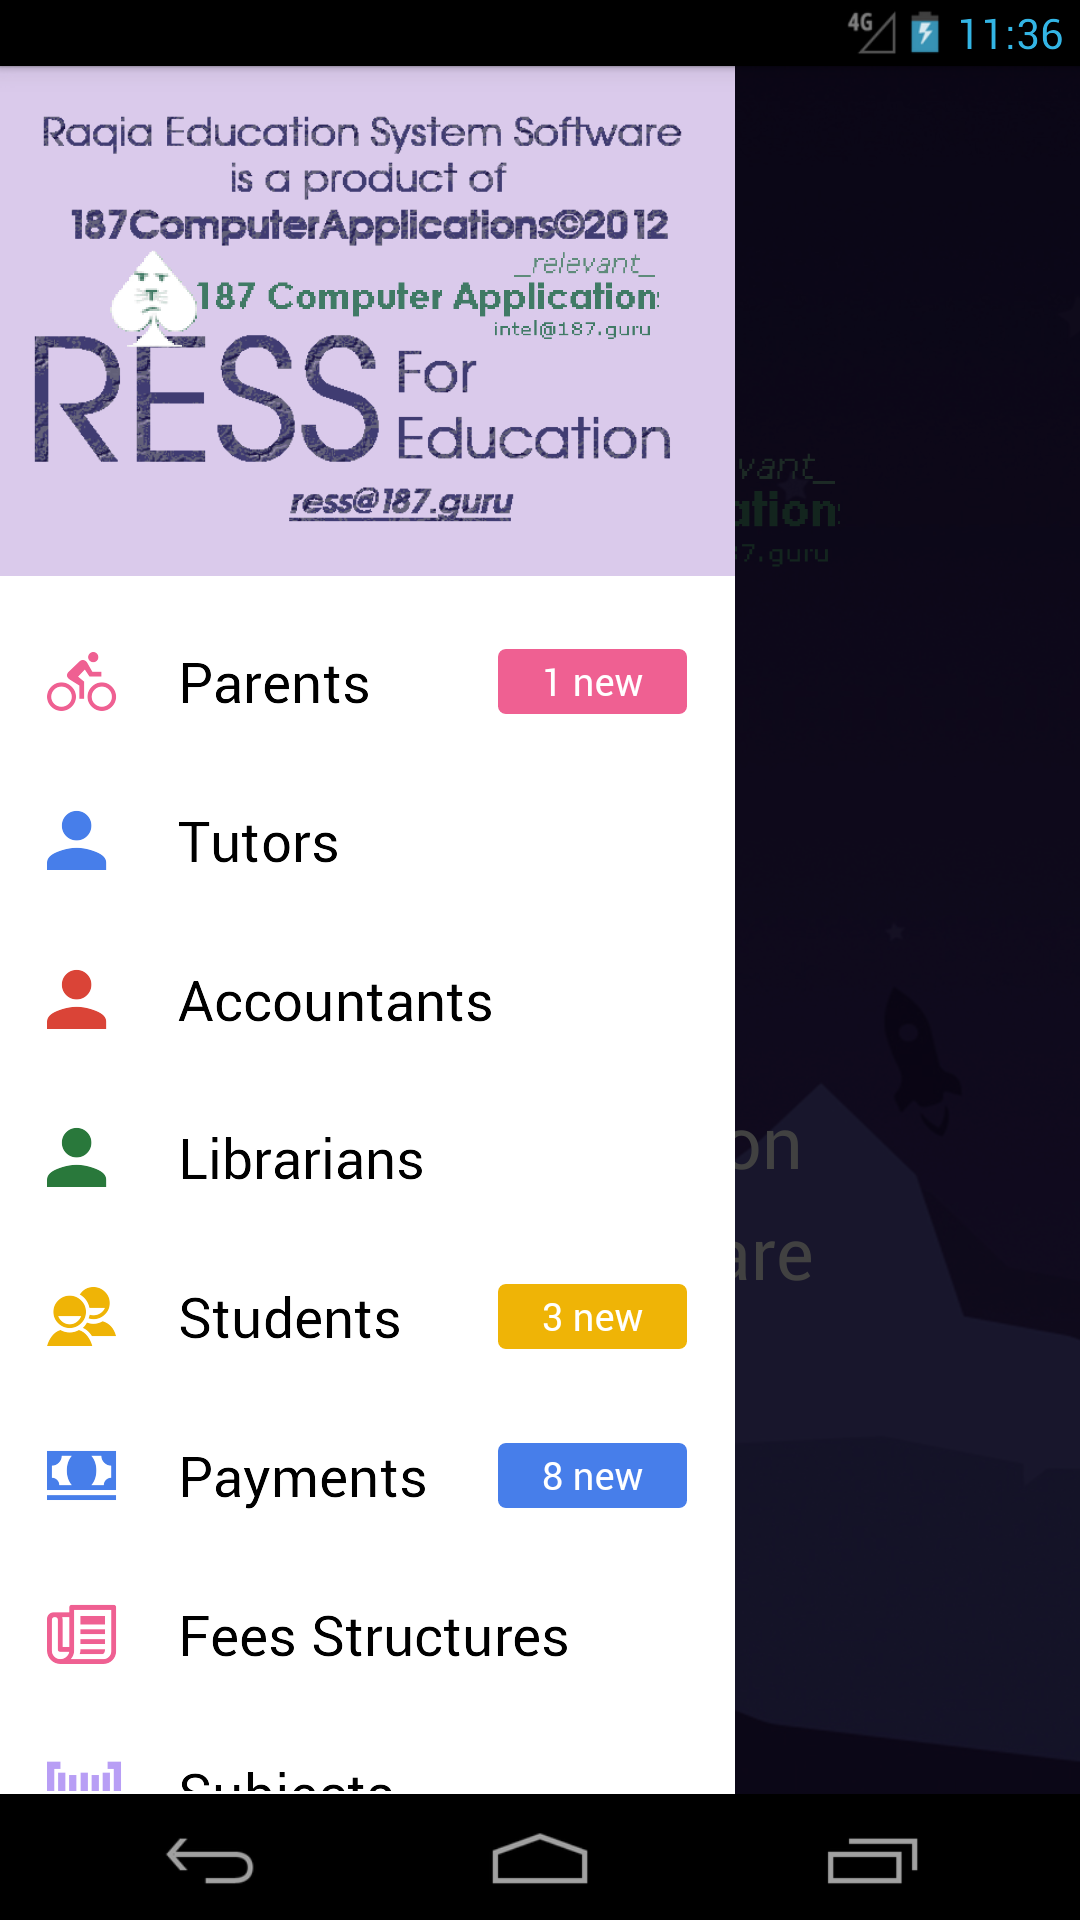 4G 11:36
Raqia Education System Software
is a product of
187ComputerApplications©2012
_relevant_
187 Computer Applications
intel@187.guru
RESS For
Education
ress@187.guru
vant_
ation
7.guru
Parents 1 new
Tutors
Accountants
on
Librarians
are
Students 3 new
Payments 8 new
Fees Structures
Subjects